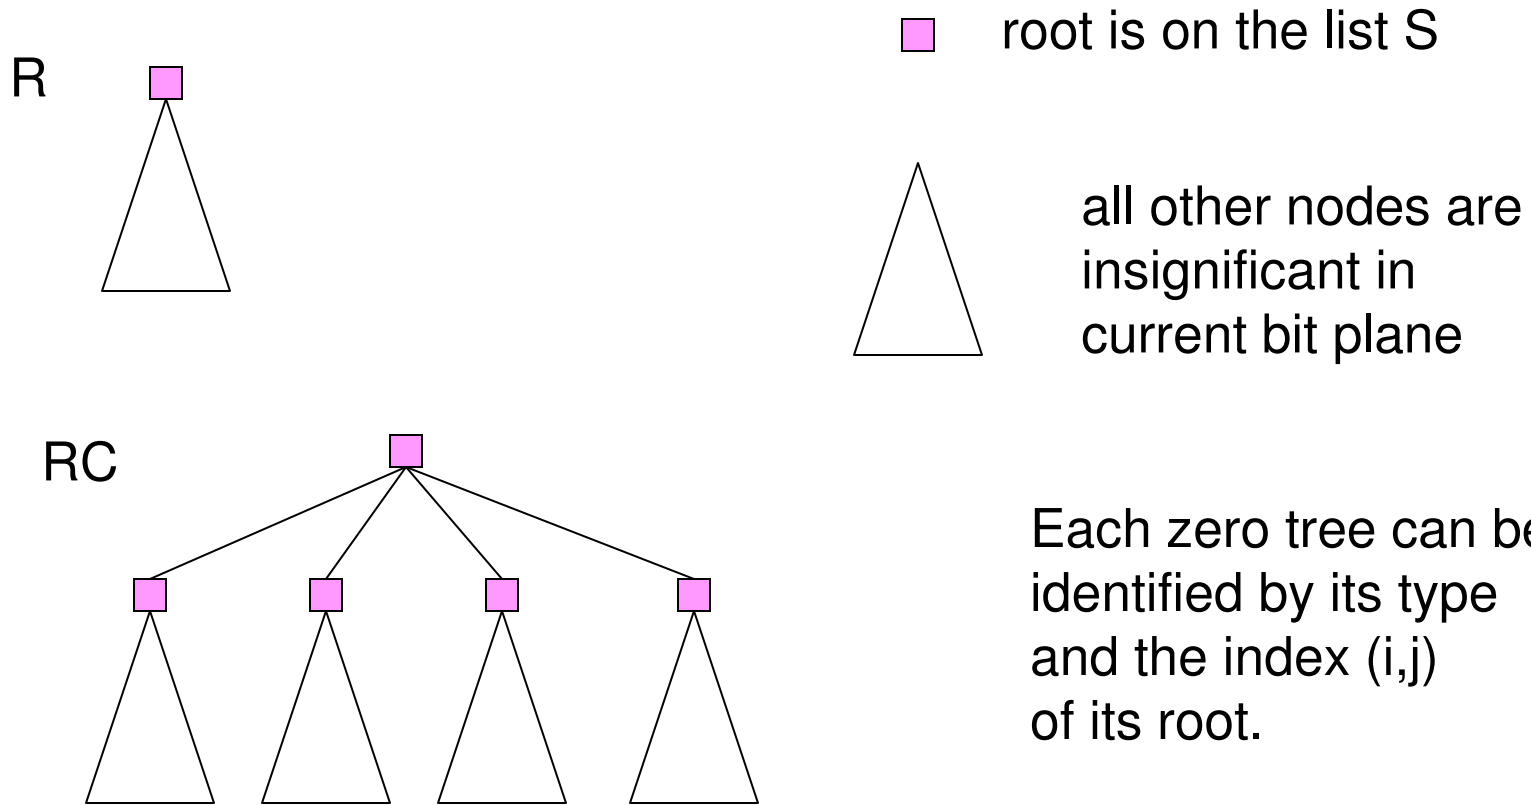 R
root is on the list S
all other nodes are
insignificant in
current bit plane
RC
Each zero tree can be
identified by its type
and the index (i,j)
of its root.